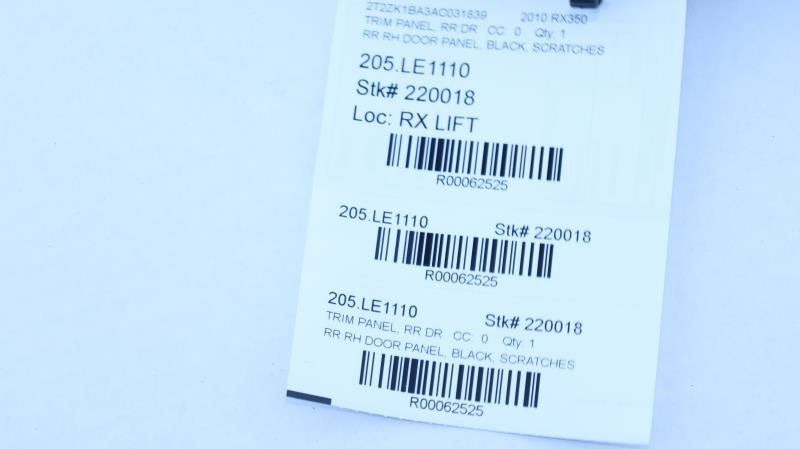 2T2ZK1BA3AC031839 2010 RX350
TRIM PANEL, RR DR CC: 0 Qty: 1
RR RH DOOR PANEL, BLACK, SCRATCHES
205.LE1110
Stk# 220018
Loc: RX LIFT
R00062525
205.LE1110 Stk# 220018
R00062525
205.LE1110 Stk# 220018
TRIM PANEL, RR DR CC: 0 Qty: 1
RR RH DOOR PANEL, BLACK, SCRATCHES
R00062525